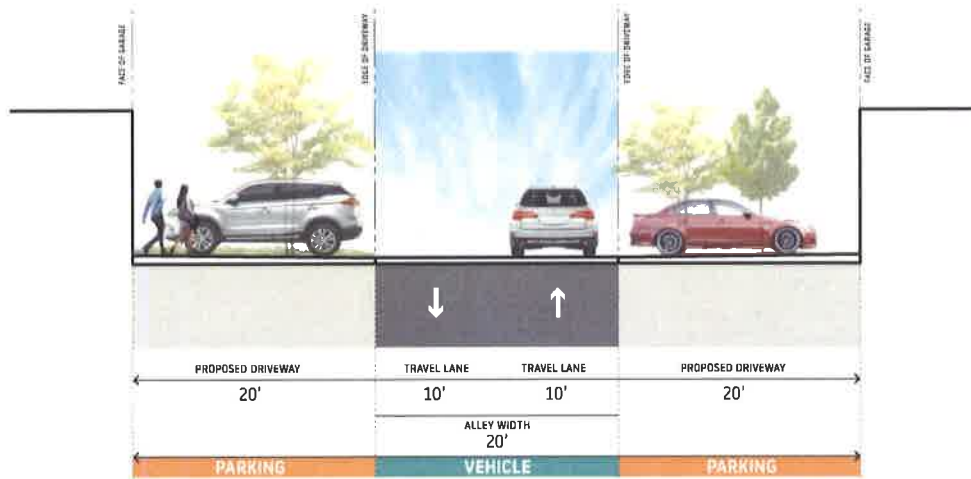 FACE OF GARAGE
EDGE OF DRIVEWAY
EDGE OF DRIVEWAY
FACE OF GARAGE
PROPOSED DRIVEWAY
20'
TRAVEL LANE
10'
TRAVEL LANE
10'
PROPOSED DRIVEWAY
20'
ALLEY WIDTH
20'
PARKING
VEHICLE
PARKING